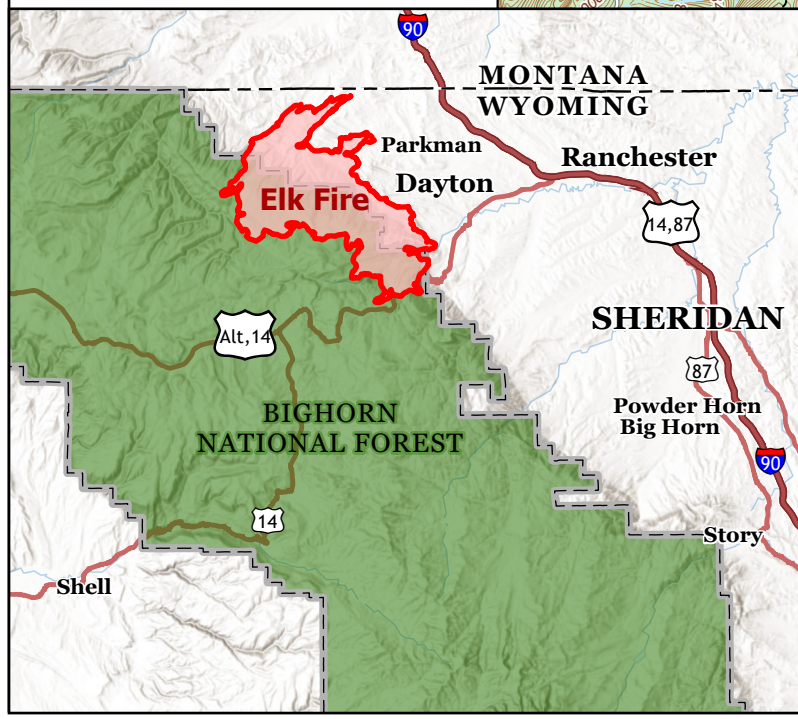 90
MONTANA
WYOMING
Parkman
Ranchester
Dayton
Elk Fire
14,87
SHERIDAN
Alt,14
87
Powder Horn
Big Horn
BIGHORN
NATIONAL FOREST
90
14
Story
Shell